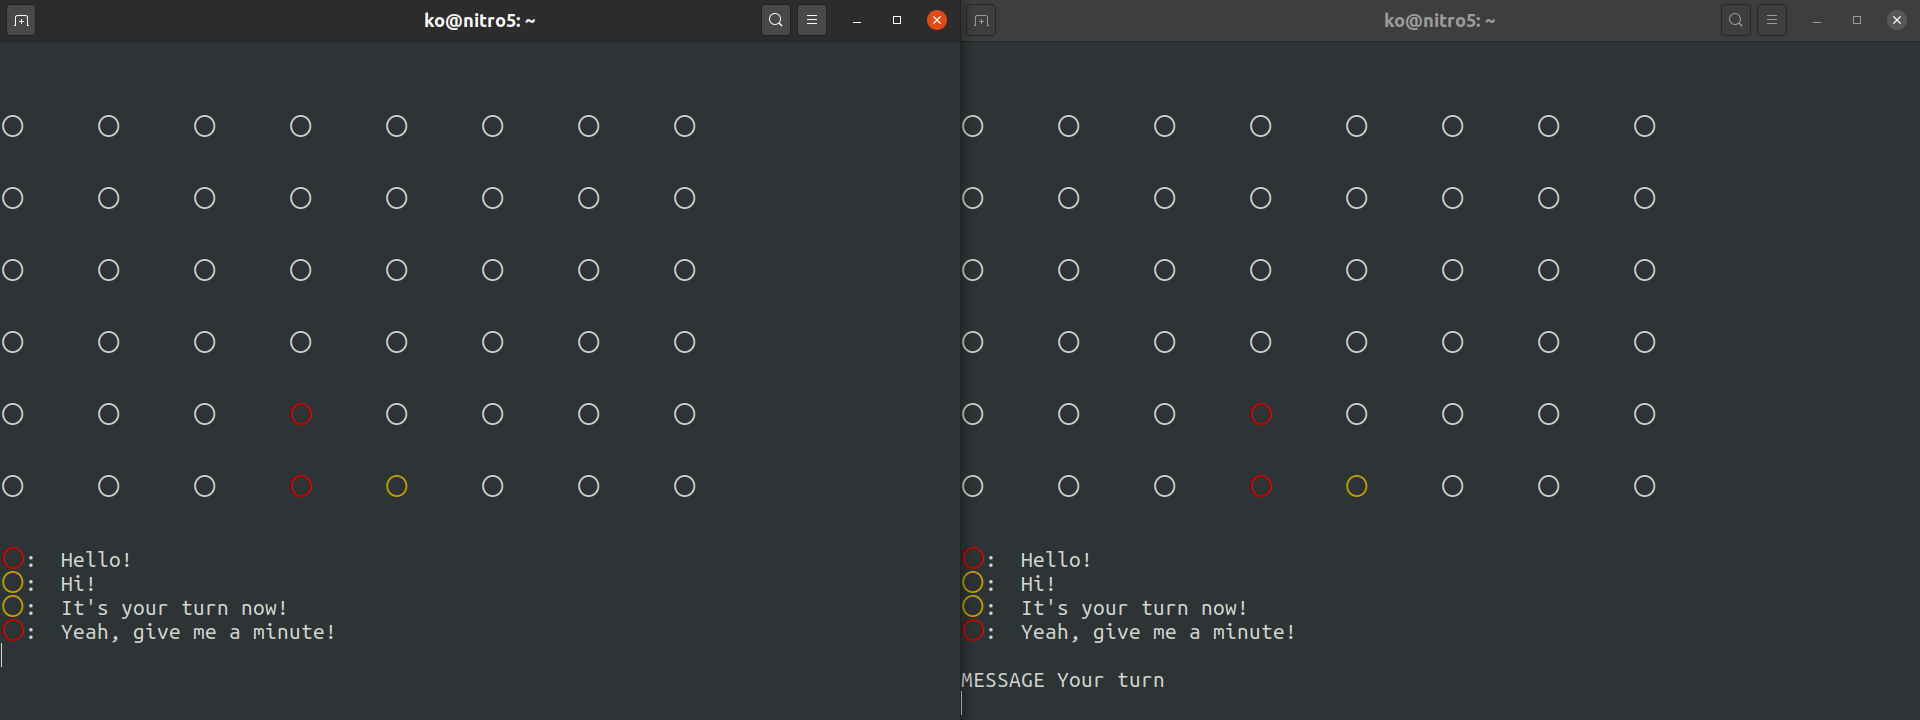 ko@nitro5: ~
: Hello!
: Hi!
: It's your turn now!
: Yeah, give me a minute!
ko@nitro5: ~
: Hello!
: Hi!
: It's your turn now!
: Yeah, give me a minute!
MESSAGE Your turn